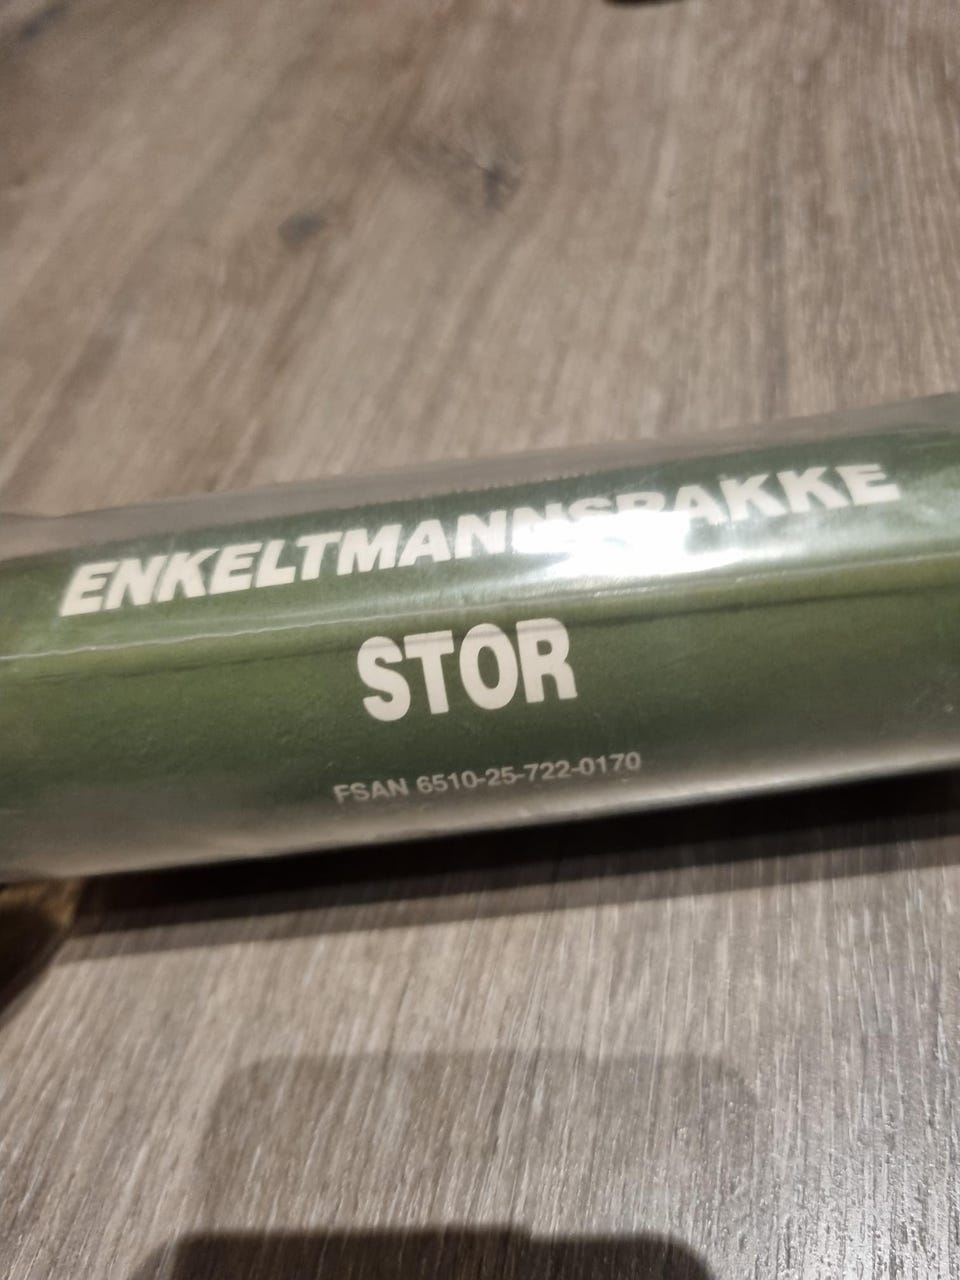 ENKELTMANNSPAKKE
STOR
FSAN 6510-25-722-0170